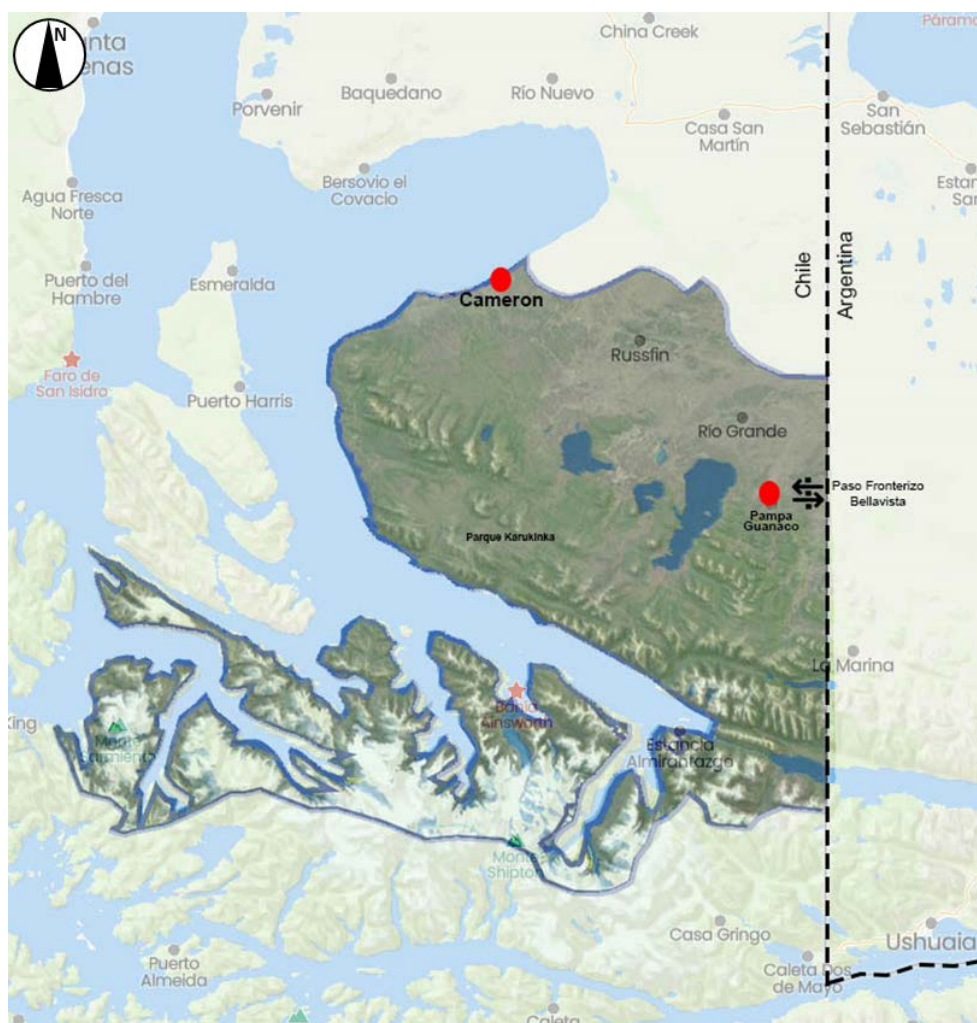 N
China Creek
Páramo
enas
Porvenir
Baquedano
Río Nuevo
Casa San
Martín
San
Sebastián
Bersovio el
Covacio
Agua Fresca
Norte
Estan
San
Puerto del
Hambre
Esmeralda
Chile
Argentina
Cameron
Russfin
Faro de
San Isidro
Puerto Harris
Río Grande
Paso Fronterizo
Bellavista
Pampa
Guanaco
Parque Karukinka
La Marina
King
Bahía
Ainsworth
Monte
Sarmiento
Estancia
Almirantazgo
Monte
Shipton
Casa Gringo
Ushuaia
Puerto
Almeida
Caleta Dos
de Mayo
Caleta